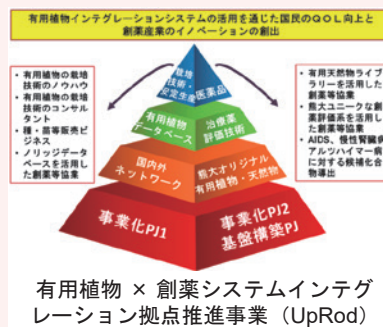 有用植物インテグレーションシステムの活用を通じた国民のＱＯＬ向上と
創薬産業のイノベーションの創出
• 有用植物の栽培
技術のノウハウ
• 有用植物の栽培
技術のコンサル
タント
• 種・苗等販売ビ
ジネス
• ノリッジデータ
ベースを活用し
た創薬等協業
栽培
技術・
安定生産
医薬品
有用植物
データベース
治療薬
評価技術
国内外
ネットワーク
熊大オリジナル
有用植物・天然物
事業化PJ1
事業化PJ2
基盤構築PJ
• 有用天然物ライブ
ラリーを活用した
創薬等協業
• 熊大ユニークな創
薬評価系を活用し
た創薬等協業
• AIDS、慢性腎臓病
アルツハイマー病
に対する候補化合
物導出
有用植物 × 創薬システムインテグ
レーション拠点推進事業（UpRod）